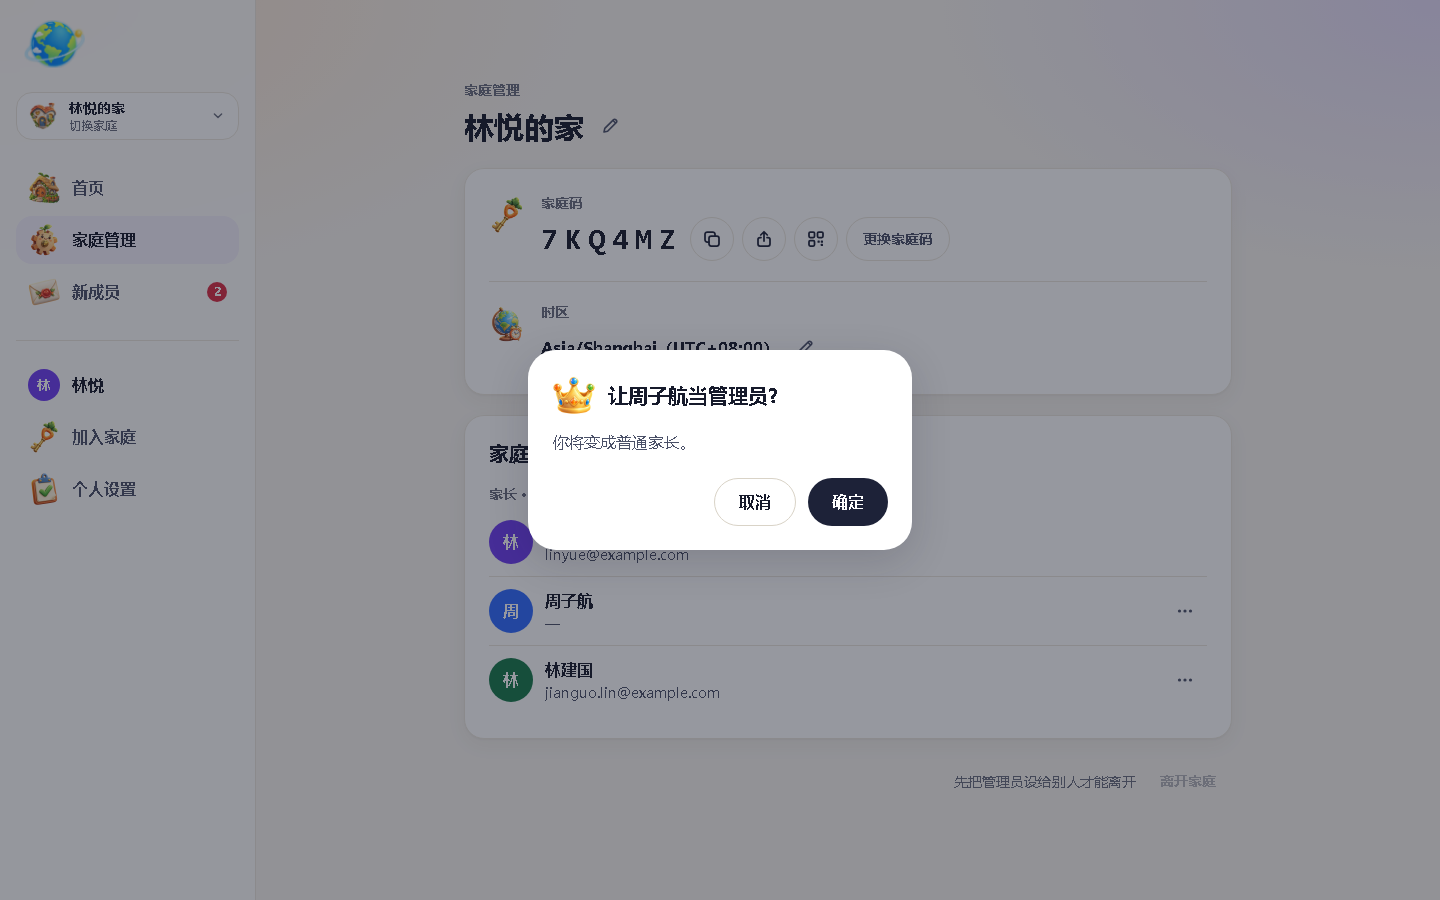 林悦的家
切换家庭
首页
家庭管理
新成员
2
林
林悦
加入家庭
个人设置
家庭管理
林悦的家
家庭码
7KQ4MZ
更换家庭码
时区
Asia/Shanghai (UTC+08:00)
让周子航当管理员?
你将变成普通家长。
取消
确定
家庭
家长 •
林
linyue@example.com
周
周子航
—
林
林建国
jianguo.lin@example.com
先把管理员设给别人才能离开
离开家庭